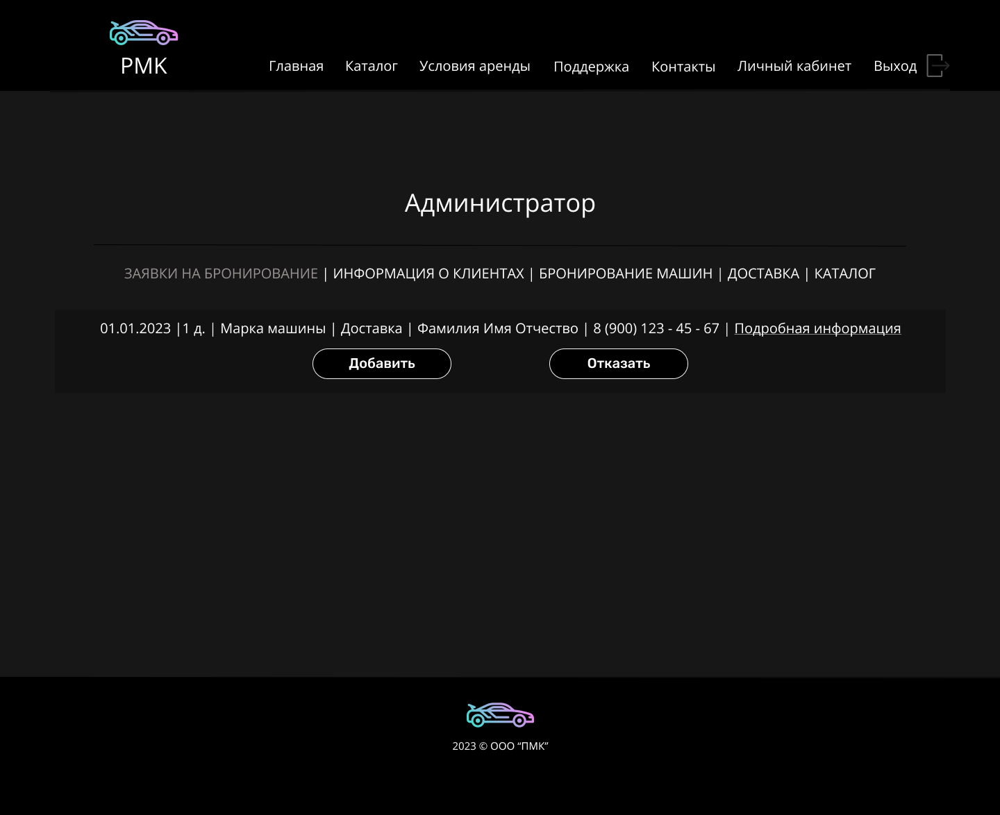 PMK
Главная Каталог Условия аренды Поддержка Контакты Личный кабинет Выход
Администратор
ЗАЯВКИ НА БРОНИРОВАНИЕ | ИНФОРМАЦИЯ О КЛИЕНТАХ | БРОНИРОВАНИЕ МАШИН | ДОСТАВКА | КАТАЛОГ
01.01.2023 |1 д. | Марка машины | Доставка | Фамилия Имя Отчество | 8 (900) 123 - 45 - 67 | Подробная информация
Добавить Отказать
2023 © ООО “ПМК”